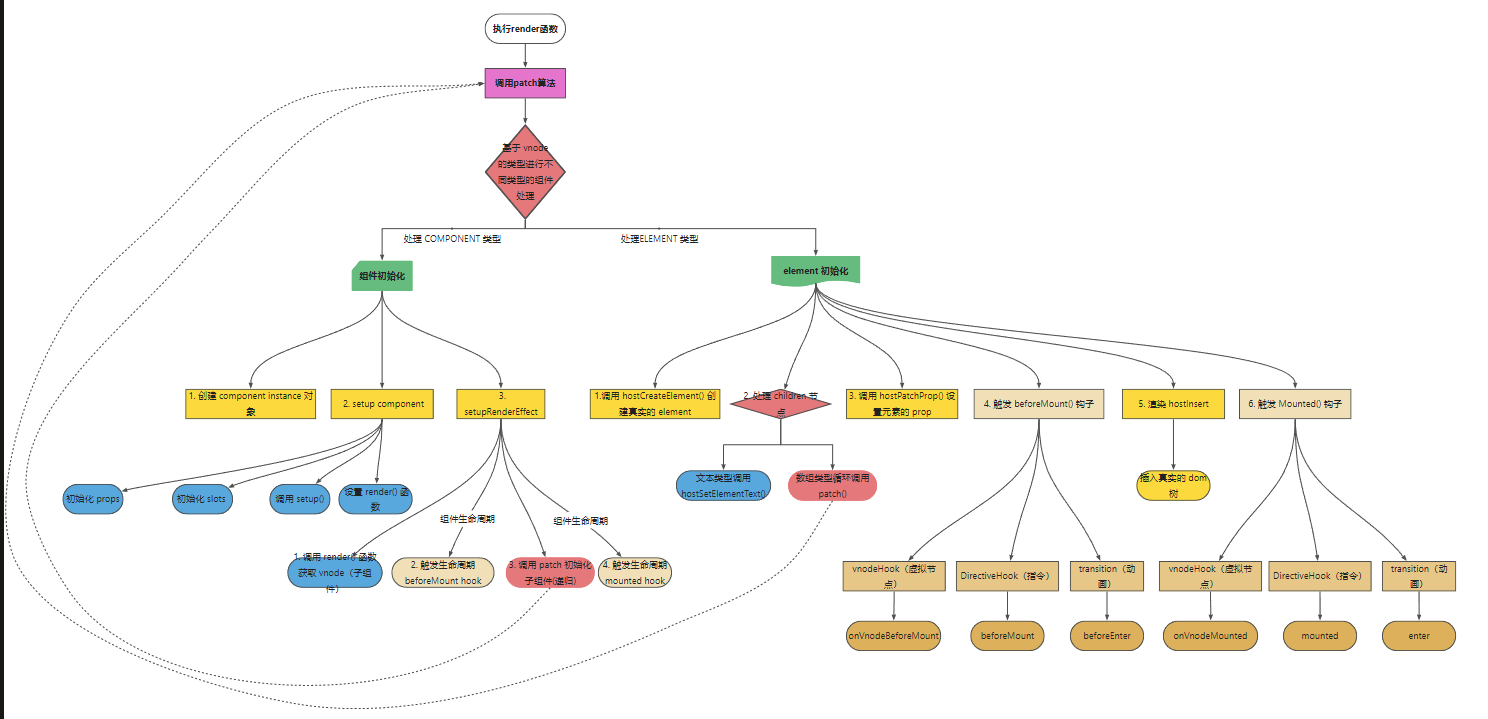 执行render函数
调用patch算法
基于 vnode
的类型进行不
同类型的组件
处理
处理 COMPONENT 类型
处理ELEMENT 类型
组件初始化
element 初始化
1. 创建 component instance 对
象
2. setup component
3.
setupRenderEffect
1.调用 hostCreateElement() 创
建真实的 element
2. 处理 children 节
点
3. 调用 hostPatchProp() 设
置元素的 prop
4. 触发 beforeMount() 钩子
5. 渲染 hostInsert
6. 触发 Mounted() 钩子
初始化 props
初始化 slots
调用 setup()
设置 render() 函
数
文本类型调用
hostSetElementText()
数组类型循环调用
patch()
插入真实的 dom
树
组件生命周期
组件生命周期
1. 调用 render() 函数
获取 vnode（子组
件）
2. 触发生命周期
beforeMount hook
3. 调用 patch 初始化
子组件(递归)
4. 触发生命周期
mounted hook
vnodeHook（虚拟节
点）
DirectiveHook（指令）
transition（动
画）
vnodeHook（虚拟节
点）
DirectiveHook（指令）
transition（动
画）
onVnodeBeforeMount
beforeMount
beforeEnter
onVnodeMounted
mounted
enter